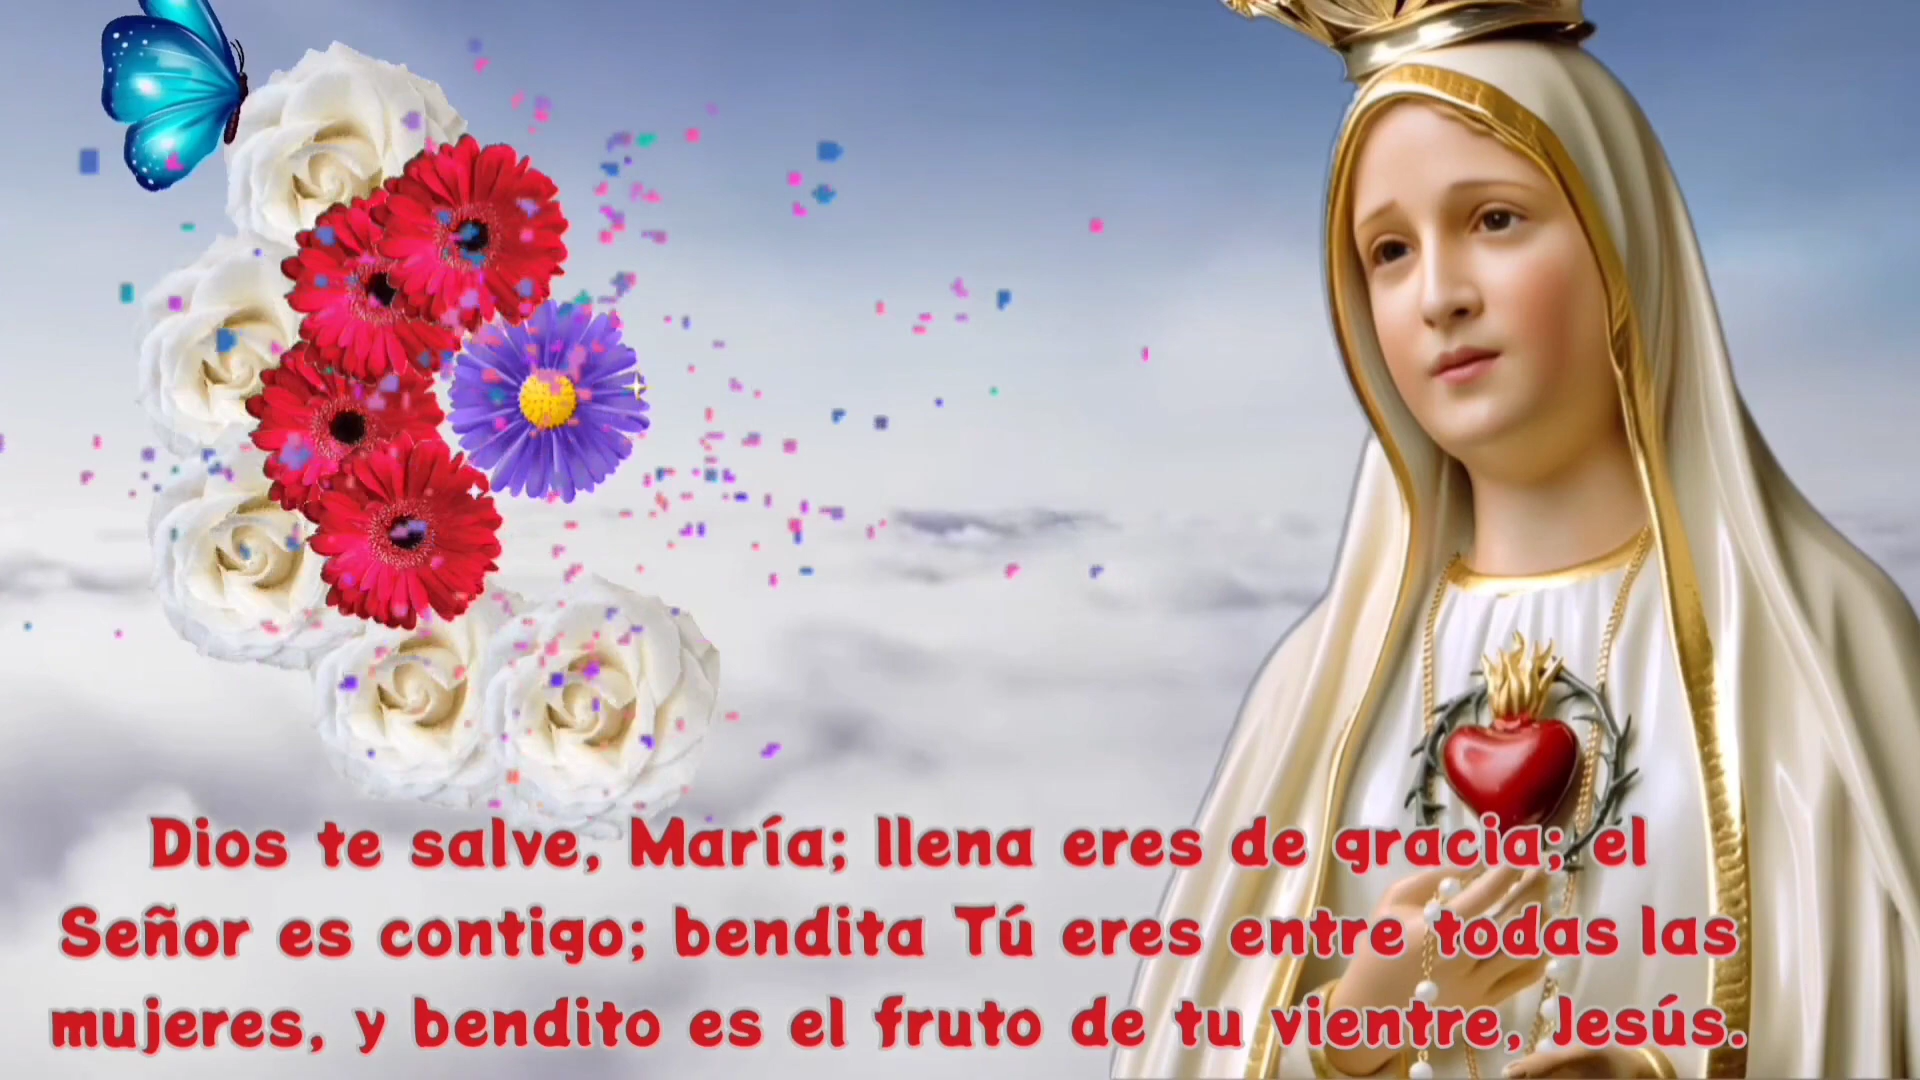 Dios te salve, María; llena eres de gracia; el
Señor es contigo; bendita Tú eres entre todas las
mujeres, y bendito es el fruto de tu vientre, Jesús.